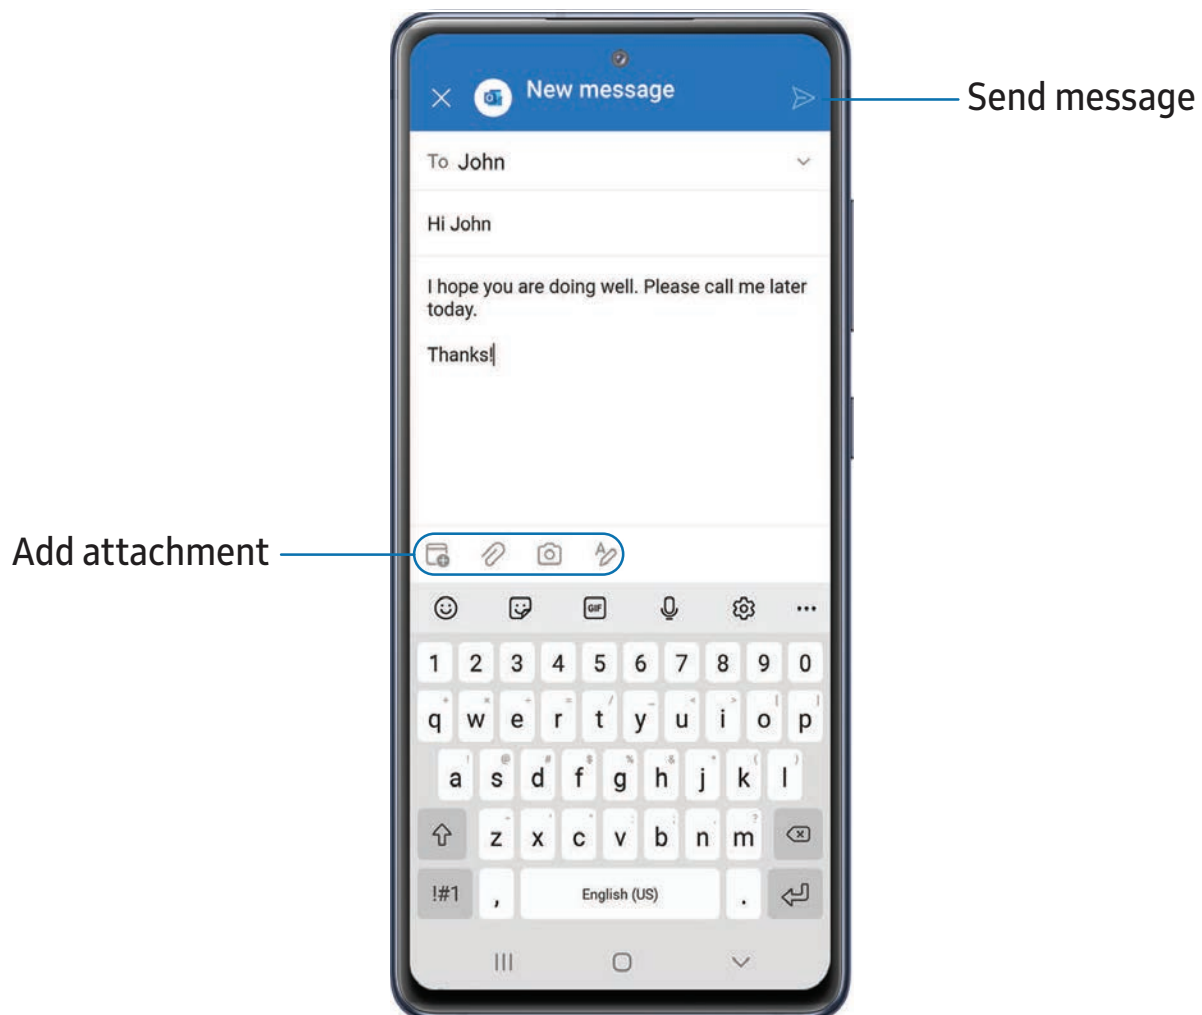 New message
Send message
To John
Hi John
I hope you are doing well. Please call me later
today.
Thanks!
Add attachment
GIF
1 2 3 4 5 6 7 8 9 0
q w e r t y u i o p
a s d f g h j k l
z x c v b n m
!#1 , English (US) .